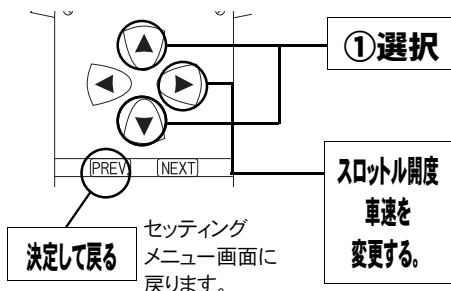 ①選択
PREV
NEXT
スロットル開度
車速を
変更する。
決定して戻る
セッティング
メニュー画面に
戻ります。